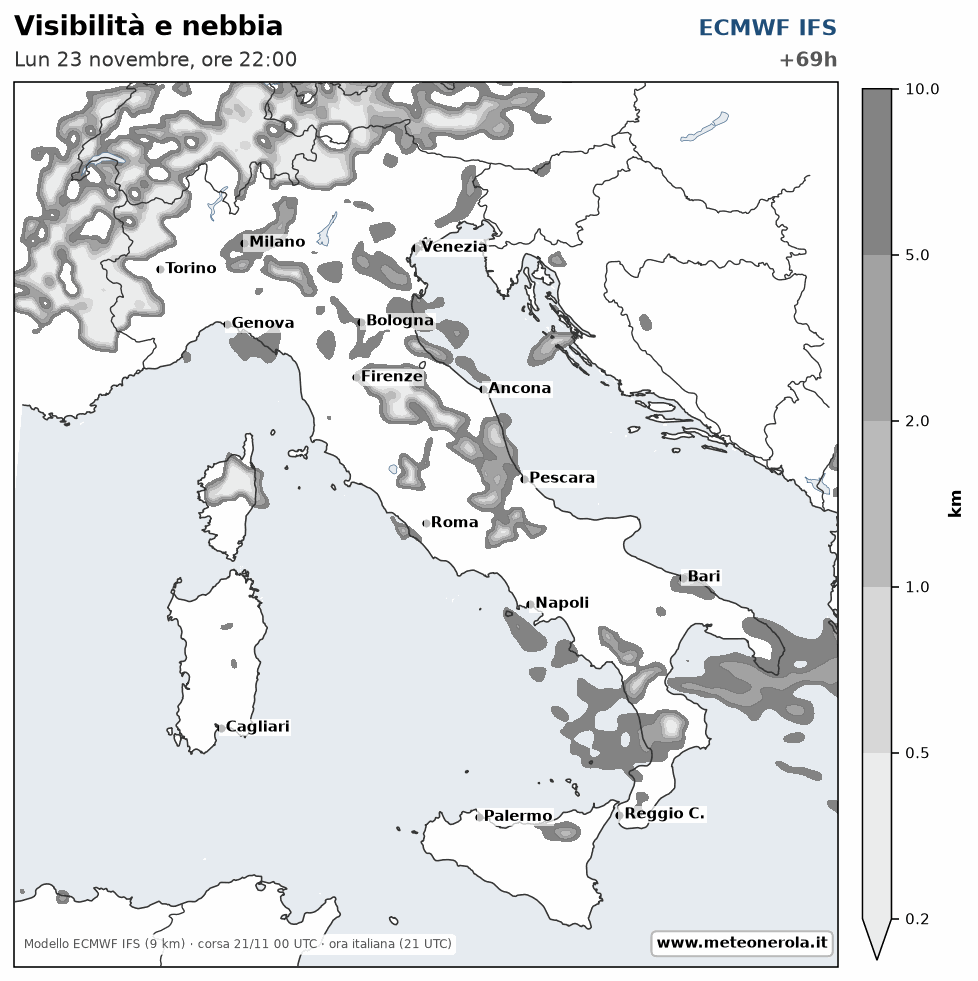 Visibilità e nebbia
ECMWF IFS
Lun 23 novembre, ore 22:00
+69h
10.0
5.0
2.0
1.0
0.5
0.2
km
Milano
Venezia
Torino
Genova
Bologna
Firenze
Ancona
Pescara
Roma
Bari
Napoli
Cagliari
Palermo
Reggio C.
Modello ECMWF IFS (9 km) · corsa 21/11 00 UTC · ora italiana (21 UTC)
www.meteonerola.it